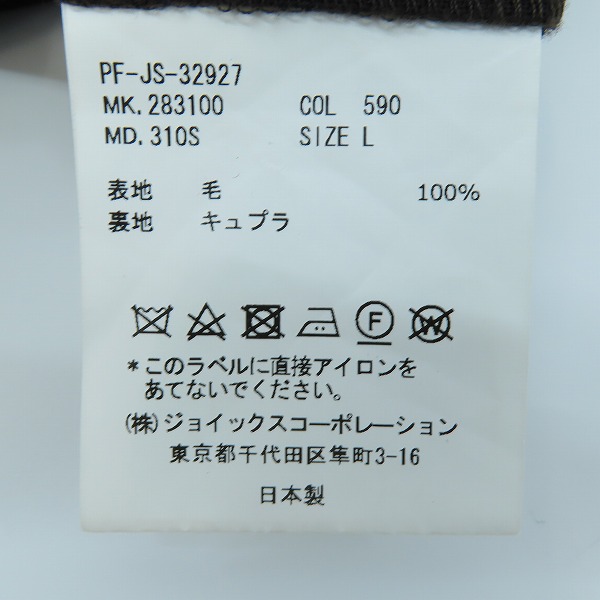 PF-JS-32927
MK.283100 COL 590
MD.310S SIZE L
表地 毛 100%
裏地 キュプラ
F W
*このラベルに直接アイロンを
あてないでください。
(株)ジョイックスコーポレーション
東京都千代田区隼町3-16
日本製